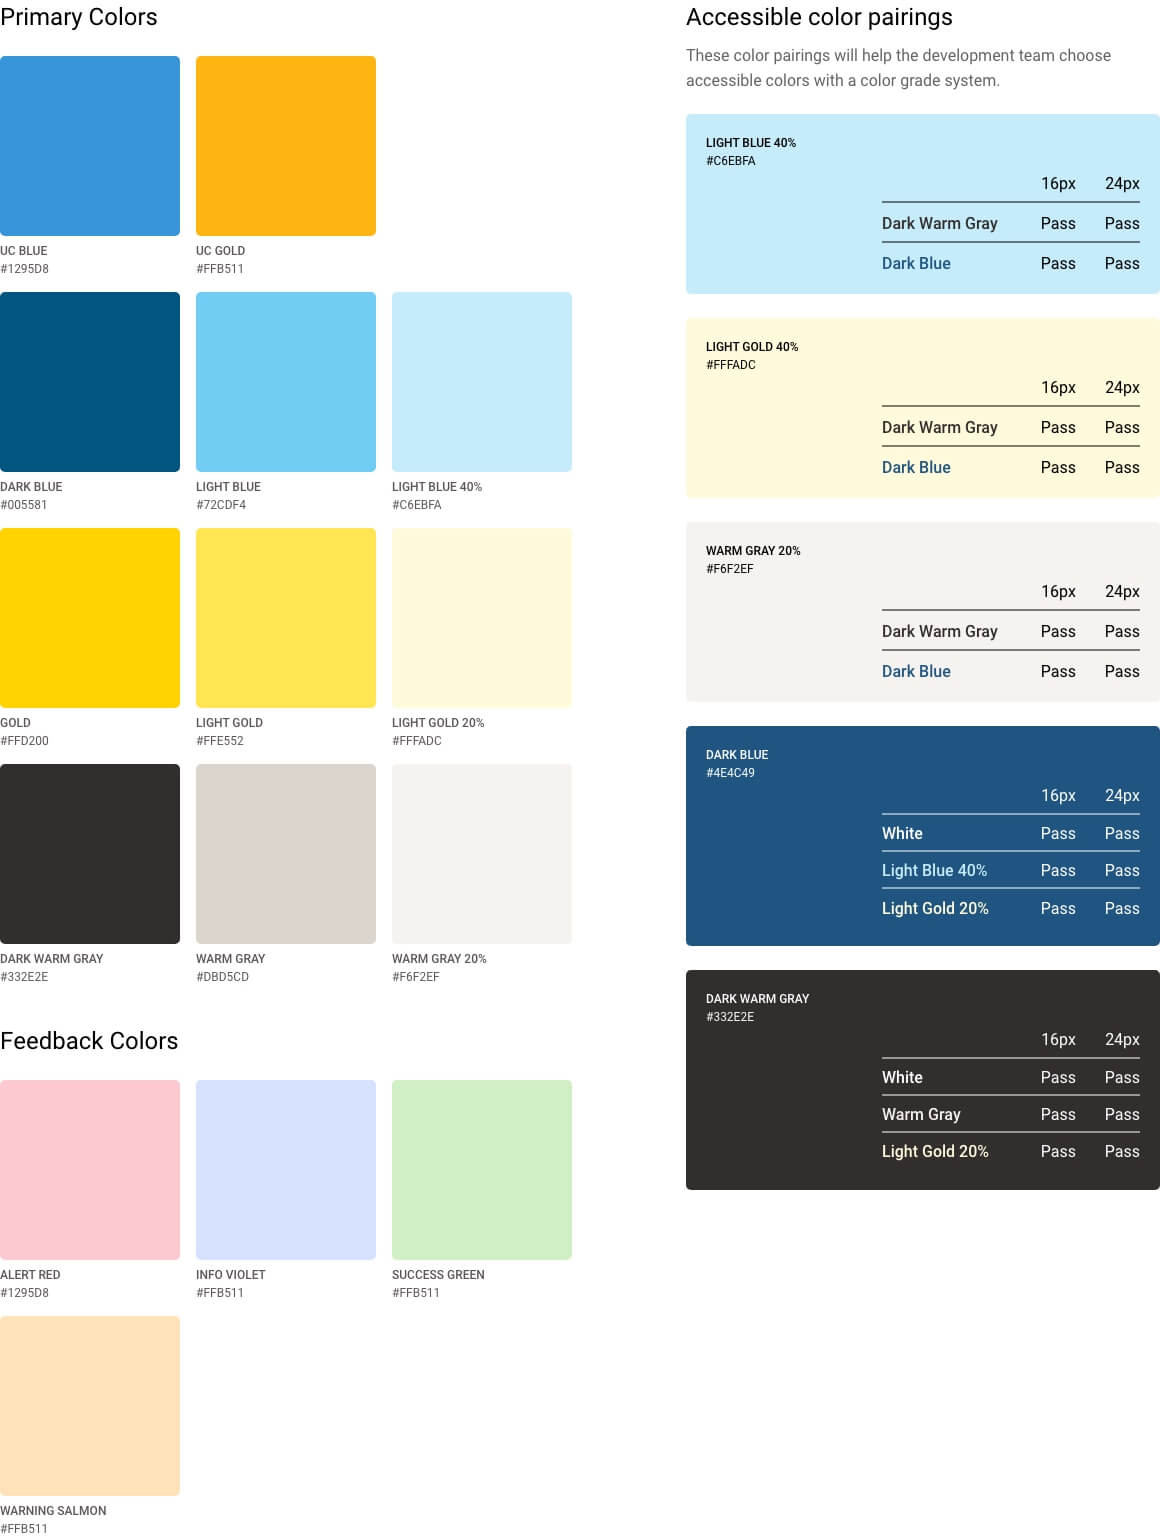 Primary Colors
UC BLUE
#1295D8
UC GOLD
#FFB511
DARK BLUE
#005581
LIGHT BLUE
#72CDF4
LIGHT BLUE 40%
#C6EBFA
GOLD
#FFD200
LIGHT GOLD
#FFE552
LIGHT GOLD 20%
#FFFADC
DARK WARM GRAY
#332E2E
WARM GRAY
#DBD5CD
WARM GRAY 20%
#F6F2EF
Feedback Colors
ALERT RED
#1295D8
INFO VIOLET
#FFB511
SUCCESS GREEN
#FFB511
WARNING SALMON
#FFB511
Accessible color pairings
These color pairings will help the development team choose
accessible colors with a color grade system.
LIGHT BLUE 40%
#C6EBFA
16px 24px
Dark Warm Gray Pass Pass
Dark Blue Pass Pass
LIGHT GOLD 40%
#FFFADC
16px 24px
Dark Warm Gray Pass Pass
Dark Blue Pass Pass
WARM GRAY 20%
#F6F2EF
16px 24px
Dark Warm Gray Pass Pass
Dark Blue Pass Pass
DARK BLUE
#4E4C49
16px 24px
White Pass Pass
Light Blue 40% Pass Pass
Light Gold 20% Pass Pass
DARK WARM GRAY
#332E2E
16px 24px
White Pass Pass
Warm Gray Pass Pass
Light Gold 20% Pass Pass